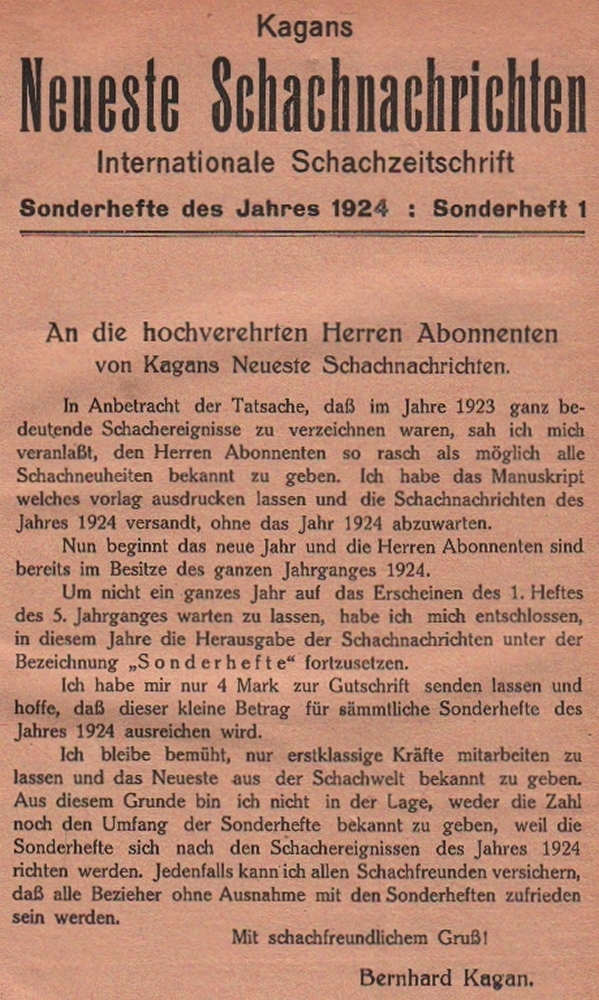 Kagans
Neueste Schachnachrichten
Internationale Schachzeitschrift
Sonderhefte des Jahres 1924 : Sonderheft 1
An die hochverehrten Herren Abonnenten
von Kagans Neueste Schachnachrichten.
In Anbetracht der Tatsache, daß im Jahre 1923 ganz be-
deutende Schachereignisse zu verzeichnen waren, sah ich mich
veranlaßt, den Herren Abonnenten so rasch als möglich alle
Schachneuheiten bekannt zu geben. Ich habe das Manuskript
welches vorlag ausdrucken lassen und die Schachnachrichten des
Jahres 1924 versandt, ohne das Jahr 1924 abzuwarten.
Nun beginnt das neue Jahr und die Herren Abonnenten sind
bereits im Besitze des ganzen Jahrganges 1924.
Um nicht ein ganzes Jahr auf das Erscheinen des 1. Heftes
des 5. Jahrganges warten zu lassen, habe ich mich entschlossen,
in diesem Jahre die Herausgabe der Schachnachrichten unter der
Bezeichnung „Sonderhefte“ fortzusetzen.
Ich habe mir nur 4 Mark zur Gutschrift senden lassen und
hoffe, daß dieser kleine Betrag für sämmtliche Sonderhefte des
Jahres 1924 ausreichen wird.
Ich bleibe bemüht, nur erstklassige Kräfte mitarbeiten zu
lassen und das Neueste aus der Schachwelt bekannt zu geben.
Aus diesem Grunde bin ich nicht in der Lage, weder die Zahl
noch den Umfang der Sonderhefte bekannt zu geben, weil die
Sonderhefte sich nach den Schachereignissen des Jahres 1924
richten werden. Jedenfalls kann ich allen Schachfreunden versichern,
daß alle Bezieher ohne Ausnahme mit den Sonderheften zufrieden
sein werden.
Mit schachfreundlichem Gruß!
Bernhard Kagan.